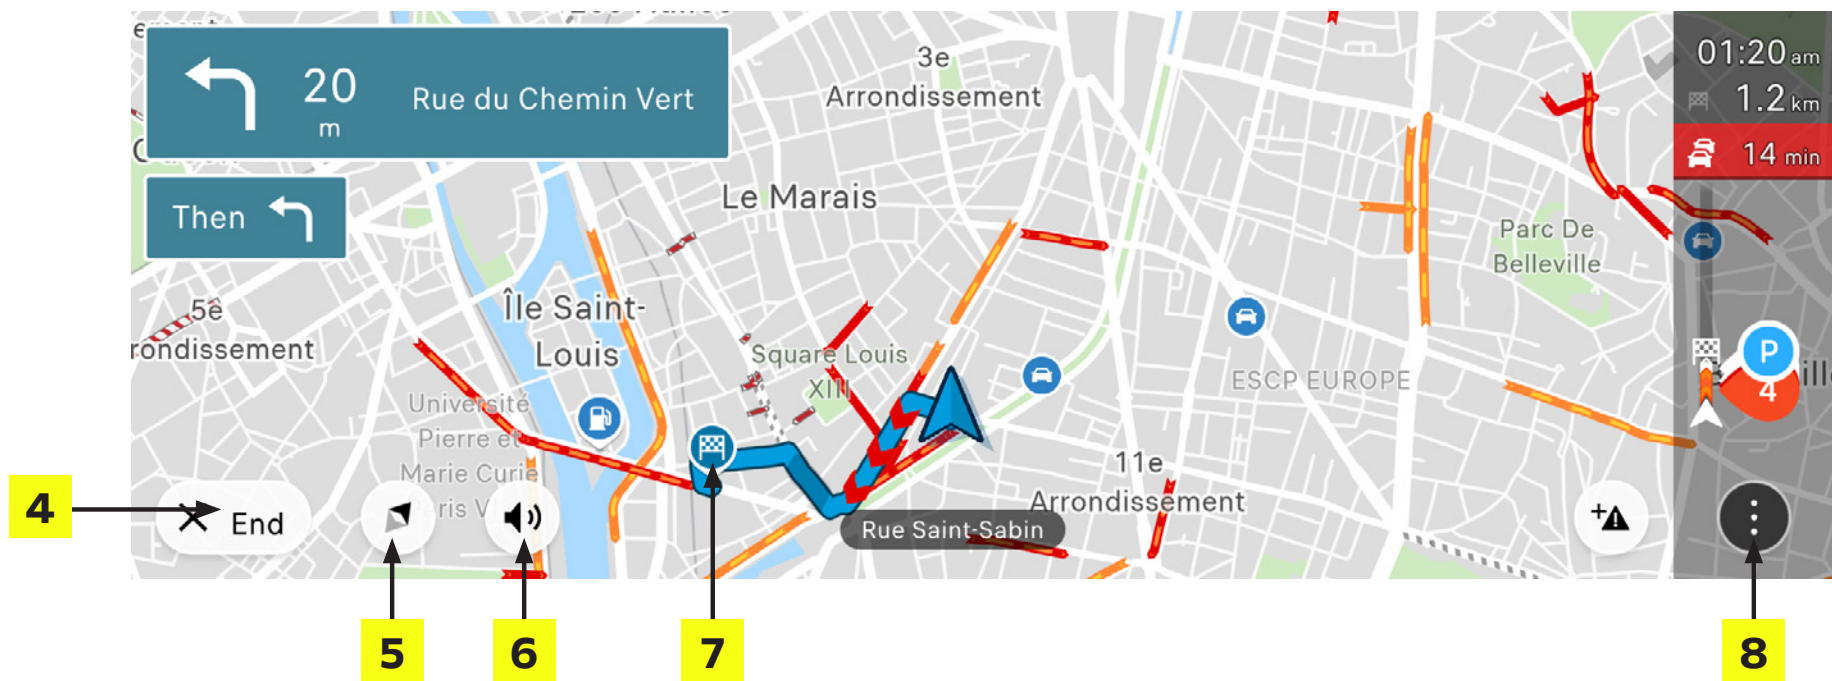 3e
Arrondissement
20
m
Rue du Chemin Vert
Then
01:20 am
1.2 km
14 min
Le Marais
Parc De
Belleville
5e
rondissement
Île Saint-
Louis
Square Louis
XIII
ESCP EUROPE
P
4
Université
Pierre et
Marie Curie
11e
Arrondissement
End
Rue Saint-Sabin
4
5
6
7
8